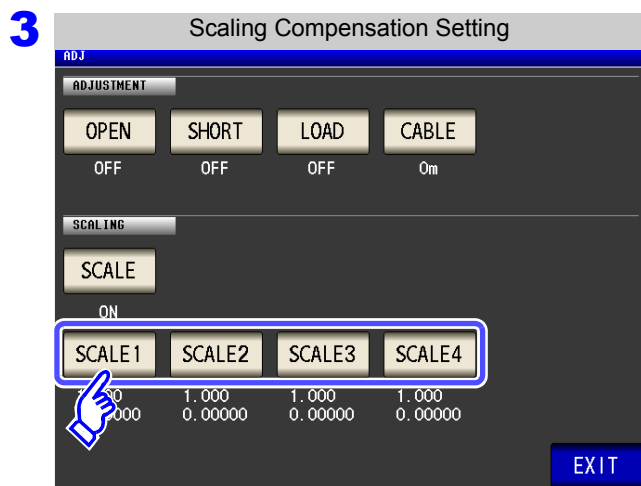 3
Scaling Compensation Setting
ADJ
ADJUSTMENT
OPEN SHORT LOAD CABLE
OFF OFF OFF 0m
SCALING
SCALE
ON
SCALE1 SCALE2 SCALE3 SCALE4
1.000 1.000 1.000
0.00000 0.00000 0.00000
EXIT